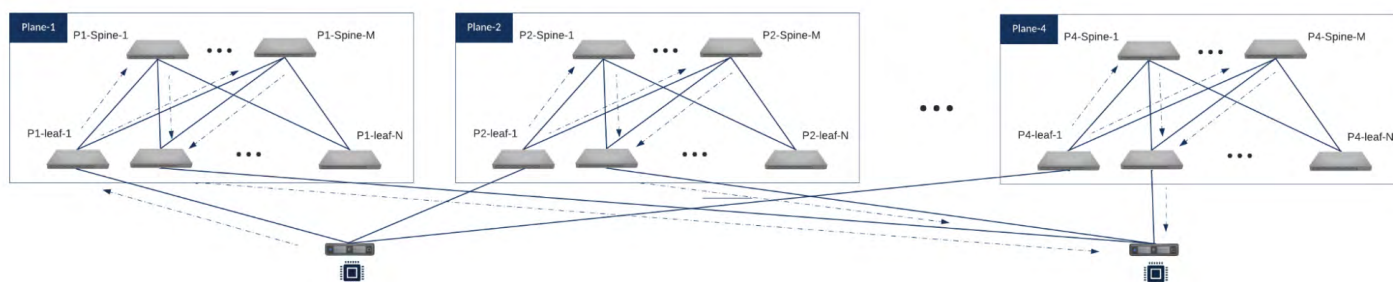 Plane-1
P1-Spine-1
P1-Spine-M
P1-leaf-1
P1-leaf-N
Plane-2
P2-Spine-1
P2-Spine-M
P2-leaf-1
P2-leaf-N
Plane-4
P4-Spine-1
P4-Spine-M
P4-leaf-1
P4-leaf-N